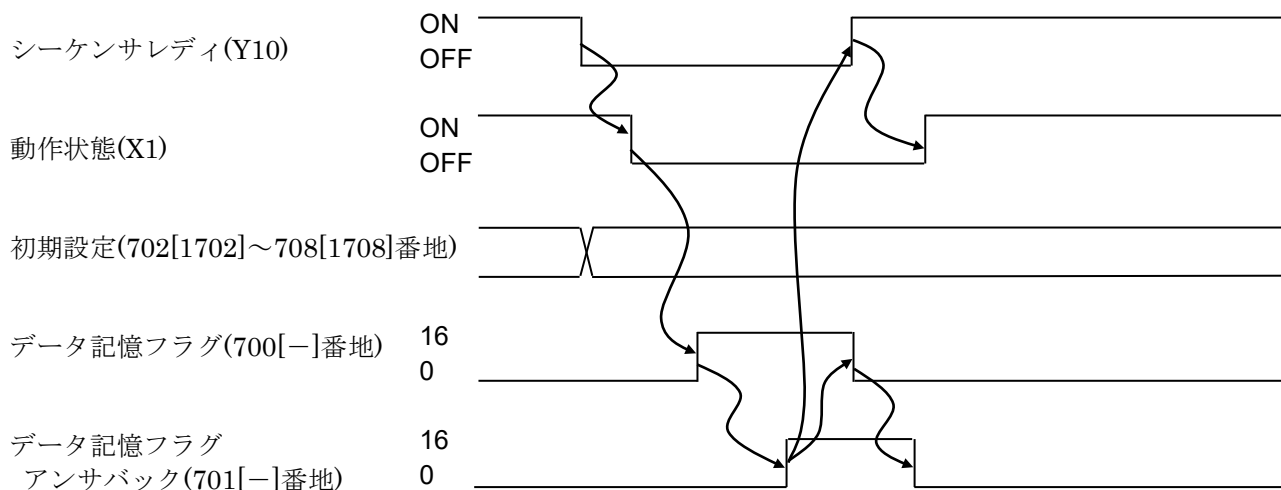 ON
シーケンサレディ(Y10)
OFF
ON
動作状態(X1)
OFF
初期設定(702[1702]～708[1708]番地)
16
データ記憶フラグ(700[－]番地)
0
データ記憶フラグ
16
アンサバック(701[－]番地)
0